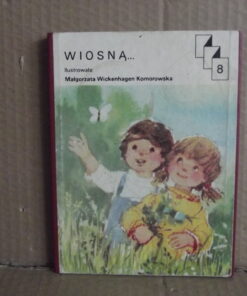 WIOSNĄ...
Ilustrowała:
Małgorzata Wickenhagen Komorowska
8